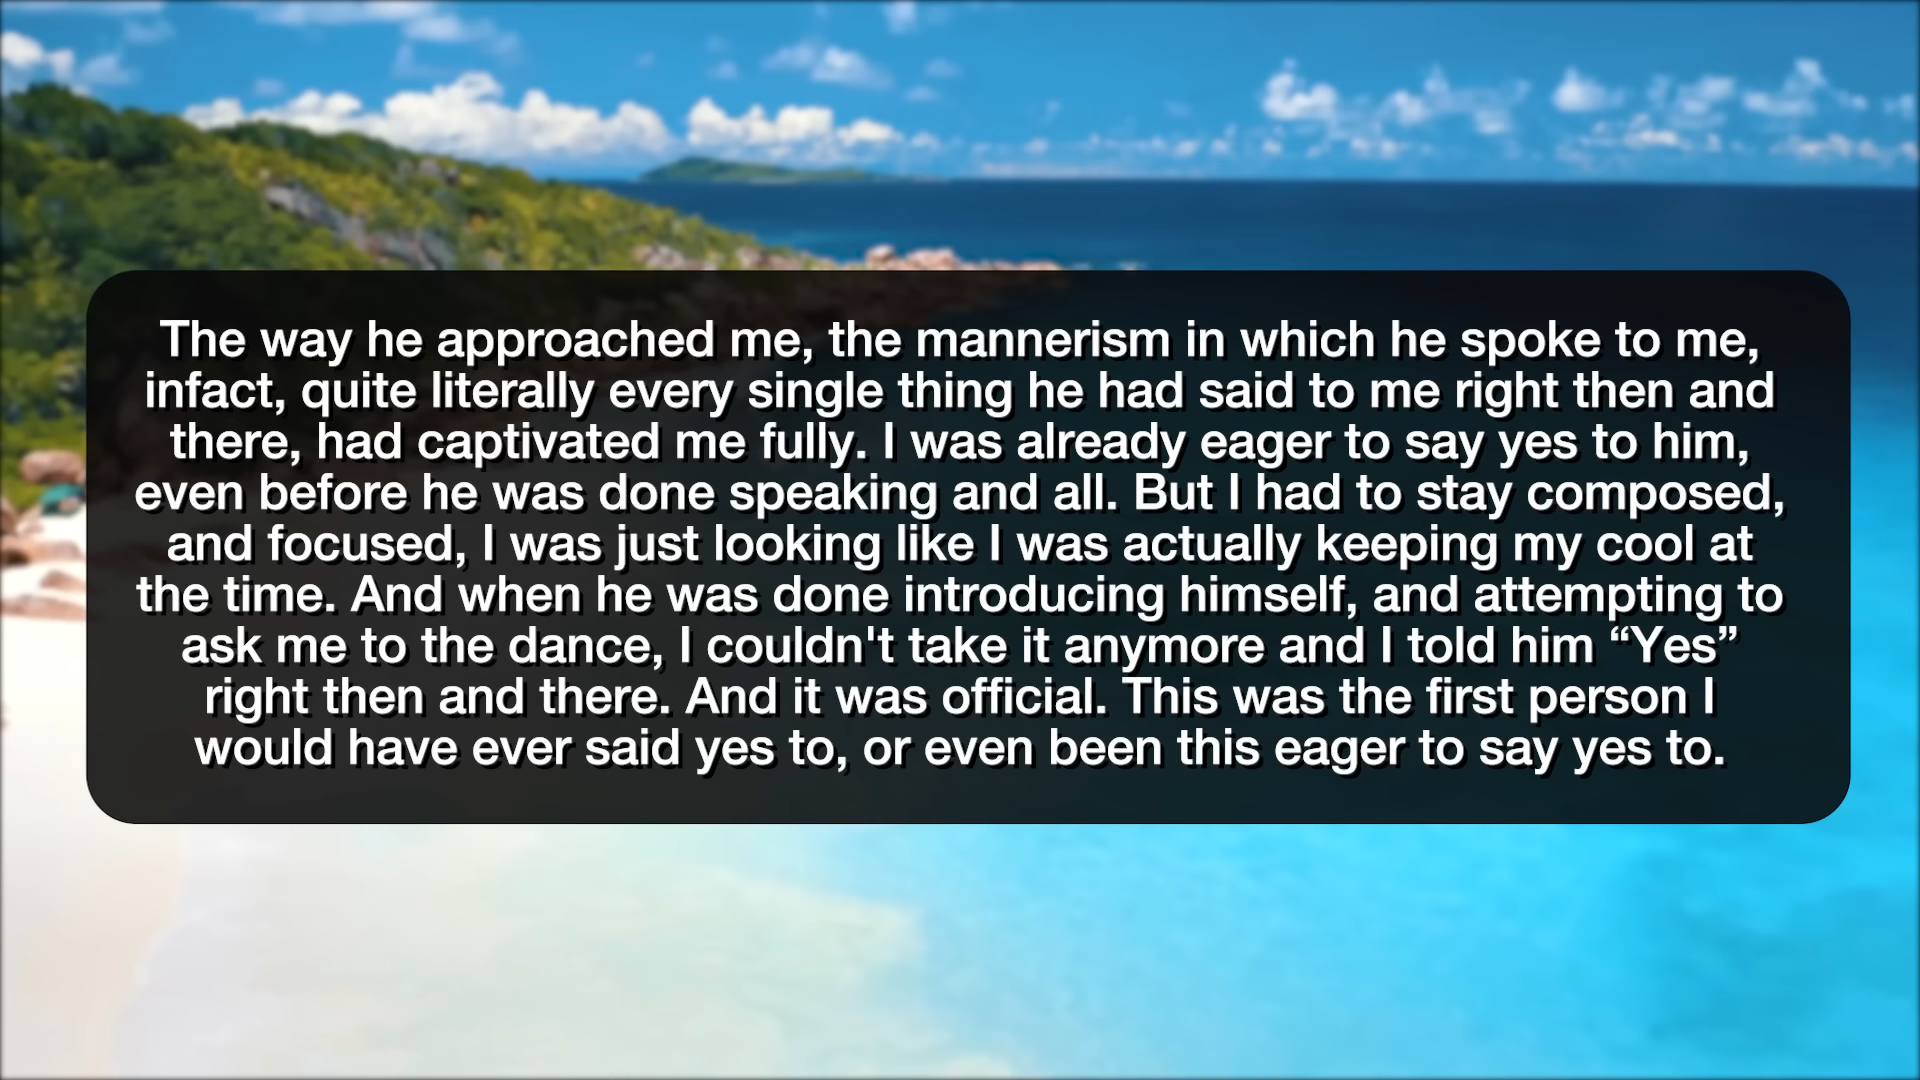 The way he approached me, the mannerism in which he spoke to me,
infact, quite literally every single thing he had said to me right then and
there, had captivated me fully. I was already eager to say yes to him,
even before he was done speaking and all. But I had to stay composed,
and focused, I was just looking like I was actually keeping my cool at
the time. And when he was done introducing himself, and attempting to
ask me to the dance, I couldn't take it anymore and I told him “Yes”
right then and there. And it was official. This was the first person I
would have ever said yes to, or even been this eager to say yes to.